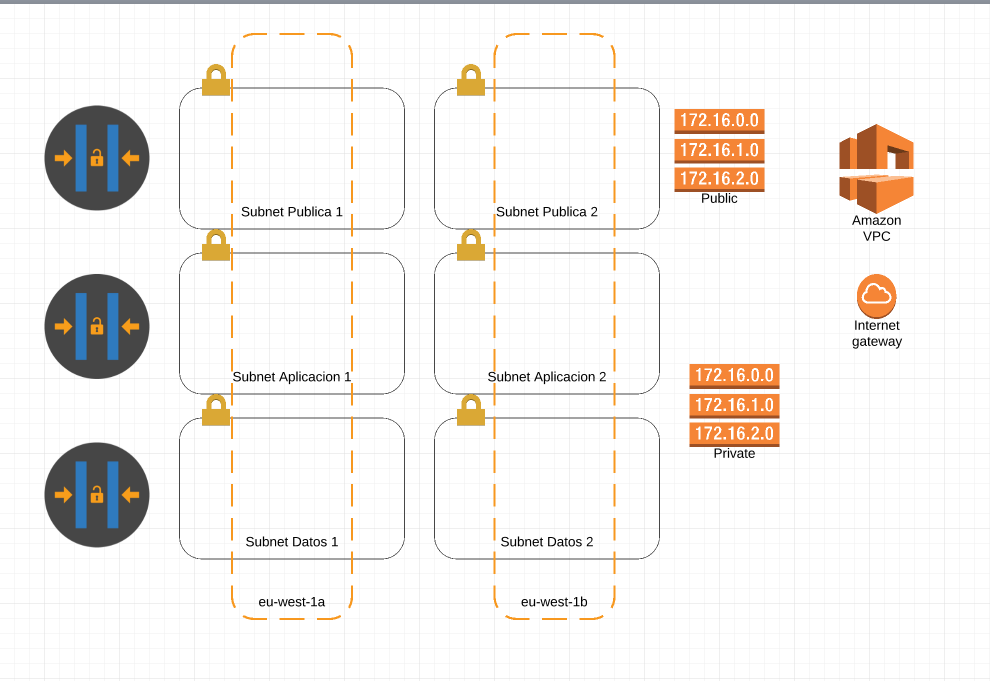 172.16.0.0
172.16.1.0
172.16.2.0
Public
Subnet Publica 1
Subnet Publica 2
Amazon
VPC
Internet
gateway
Subnet Aplicacion 1
Subnet Aplicacion 2
172.16.0.0
172.16.1.0
172.16.2.0
Private
Subnet Datos 1
Subnet Datos 2
eu-west-1a
eu-west-1b